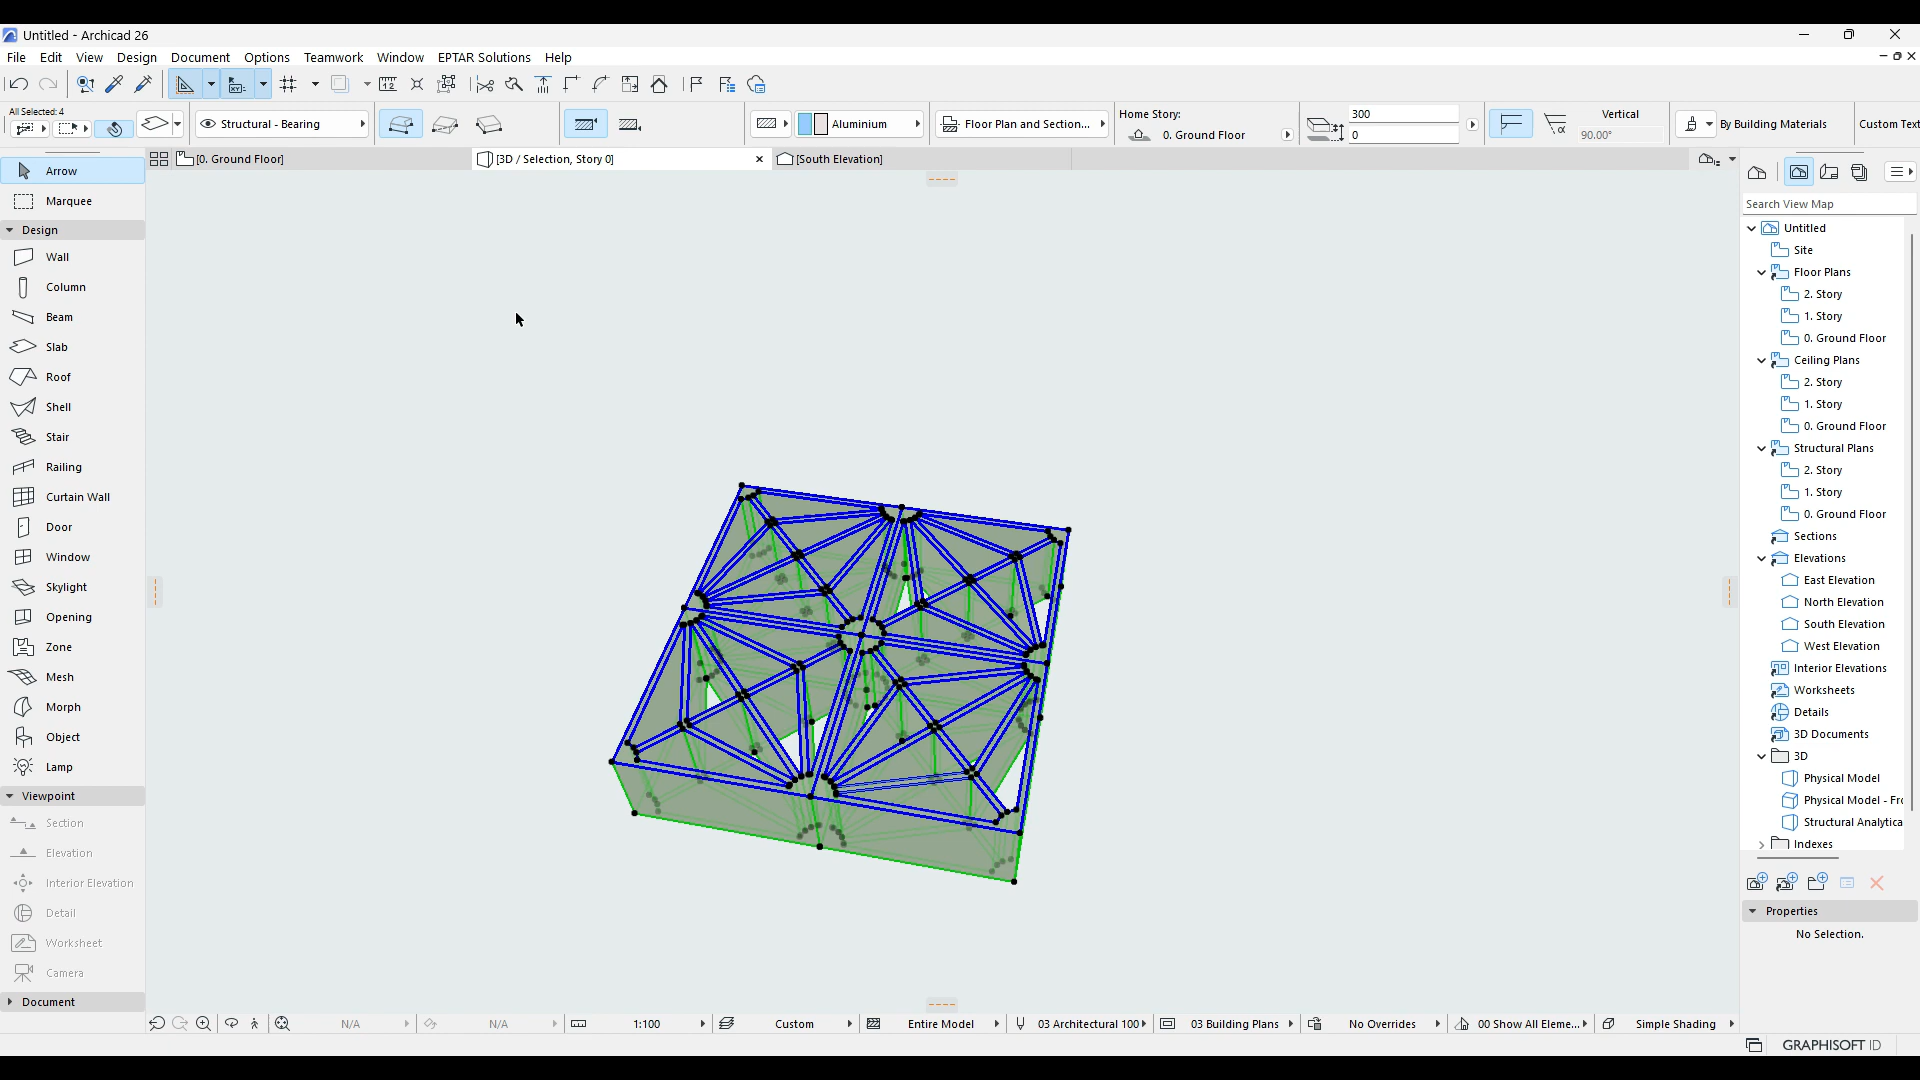 Untitled - Archicad 26
File Edit View Design Document Options Teamwork Window EPTAR Solutions Help
All Selected: 4
Structural - Bearing
Aluminium
Floor Plan and Section...
Home Story:
0. Ground Floor
300
0
Vertical
90.00°
By Building Materials
Custom Text
[0. Ground Floor]
[3D / Selection, Story 0]
[South Elevation]
Arrow
Marquee
Design
Wall
Column
Beam
Slab
Roof
Shell
Stair
Railing
Curtain Wall
Door
Window
Skylight
Opening
Zone
Mesh
Morph
Object
Lamp
Viewpoint
Section
Elevation
Interior Elevation
Detail
Worksheet
Camera
Document
Search View Map
Untitled
Site
Floor Plans
2. Story
1. Story
0. Ground Floor
Ceiling Plans
2. Story
1. Story
0. Ground Floor
Structural Plans
2. Story
1. Story
0. Ground Floor
Sections
Elevations
East Elevation
North Elevation
South Elevation
West Elevation
Interior Elevations
Worksheets
Details
3D Documents
3D
Physical Model
Physical Model - Fr
Structural Analytica
Indexes
Properties
No Selection.
N/A
N/A
1:100
Custom
Entire Model
03 Architectural 100
03 Building Plans
No Overrides
00 Show All Eleme...
Simple Shading
GRAPHISOFT ID